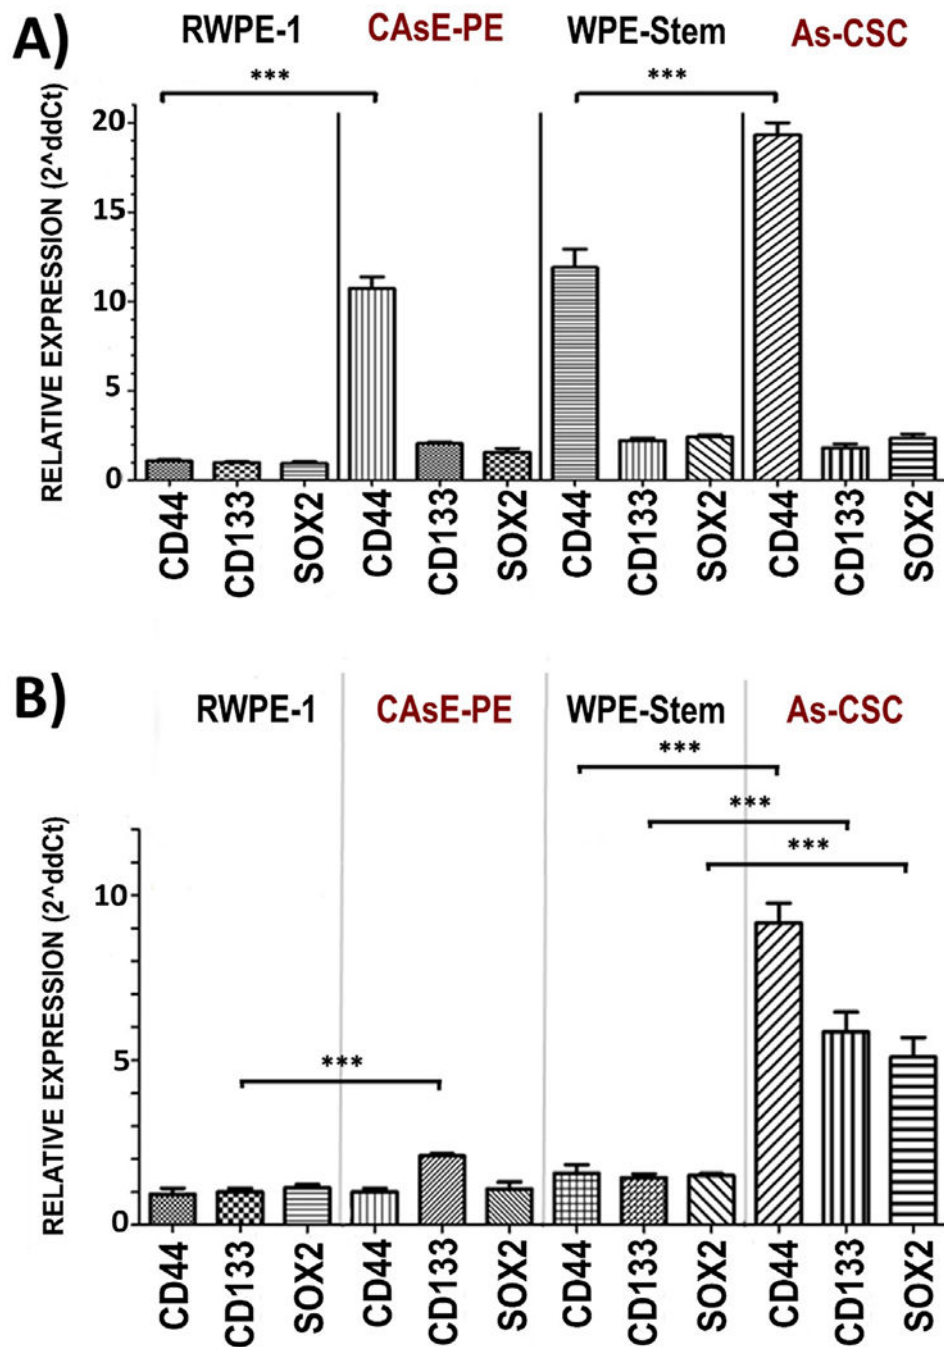 A)
RWPE-1 CAsE-PE WPE-Stem As-CSC
*** ***
RELATIVE EXPRESSION (2^ddCt)
20
15
10
5
0
CD44 CD133 SOX2 CD44 CD133 SOX2 CD44 CD133 SOX2 CD44 CD133 SOX2
B)
RWPE-1 CAsE-PE WPE-Stem As-CSC
***
***
***
***
RELATIVE EXPRESSION (2^ddCt)
10
5
0
CD44 CD133 SOX2 CD44 CD133 SOX2 CD44 CD133 SOX2 CD44 CD133 SOX2